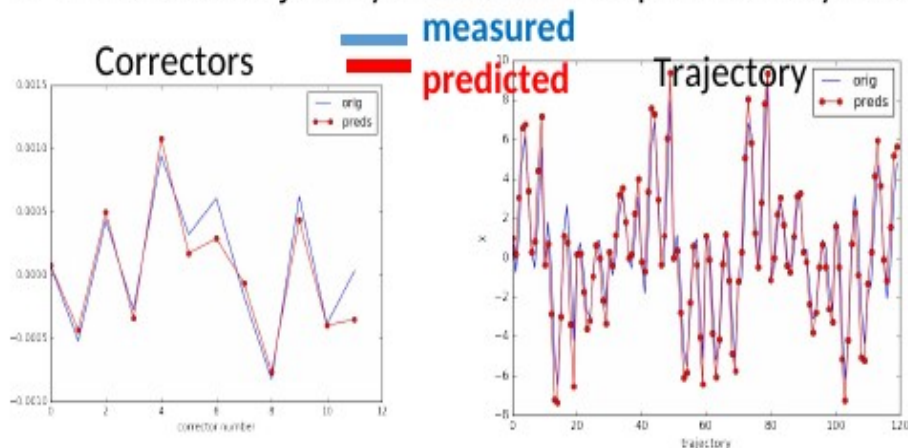 measured
predicted
Correctors
0.0015
0.0010
0.0005
0.0000
−0.0005
−0.0010
0
2
4
6
8
10
12
corrector number
orig
preds
Trajectory
10
8
6
4
2
0
−2
−4
−6
−8
x
0
20
40
60
80
100
120
trajectory
orig
preds